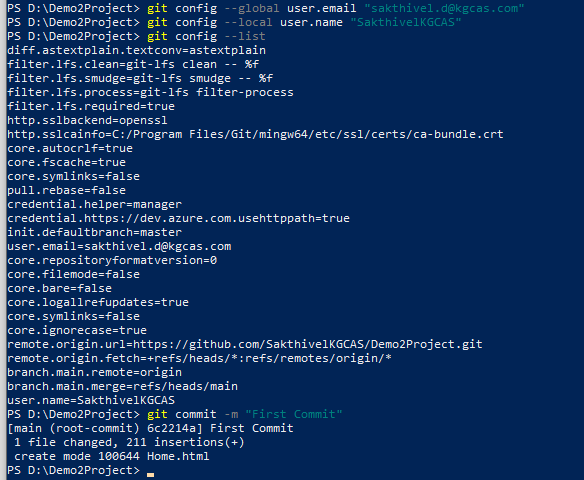 PS D:\Demo2Project> git config --global user.email "sakthivel.d@kgcas.com"
PS D:\Demo2Project> git config --local user.name "SakthivelKGCAS"
PS D:\Demo2Project> git config --list
diff.astextplain.textconv=astextplain
filter.lfs.clean=git-lfs clean -- %f
filter.lfs.smudge=git-lfs smudge -- %f
filter.lfs.process=git-lfs filter-process
filter.lfs.required=true
http.sslbackend=openssl
http.sslcainfo=C:/Program Files/Git/mingw64/etc/ssl/certs/ca-bundle.crt
core.autocrlf=true
core.fscache=true
core.symlinks=false
pull.rebase=false
credential.helper=manager
credential.https://dev.azure.com.usehttppath=true
init.defaultbranch=master
user.email=sakthivel.d@kgcas.com
core.repositoryformatversion=0
core.filemode=false
core.bare=false
core.logallrefupdates=true
core.symlinks=false
core.ignorecase=true
remote.origin.url=https://github.com/SakthivelKGCAS/Demo2Project.git
remote.origin.fetch=+refs/heads/*:refs/remotes/origin/*
branch.main.remote=origin
branch.main.merge=refs/heads/main
user.name=SakthivelKGCAS
PS D:\Demo2Project> git commit -m "First Commit"
[main (root-commit) 6c2214a] First Commit
 1 file changed, 211 insertions(+)
 create mode 100644 Home.html
PS D:\Demo2Project>